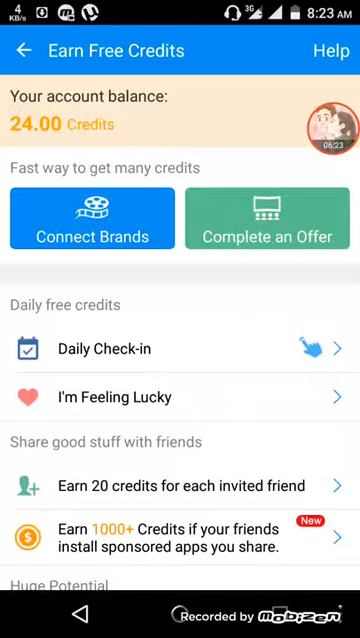 4
KB/s
3G
8:23 AM
Earn Free Credits
Help
Your account balance:
24.00 Credits
06:23
Fast way to get many credits
Connect Brands
Complete an Offer
Daily free credits
Daily Check-in
I'm Feeling Lucky
Share good stuff with friends
Earn 20 credits for each invited friend
Earn 1000+ Credits if your friends
install sponsored apps you share.
New
Huge Potential
Recorded by mobizen